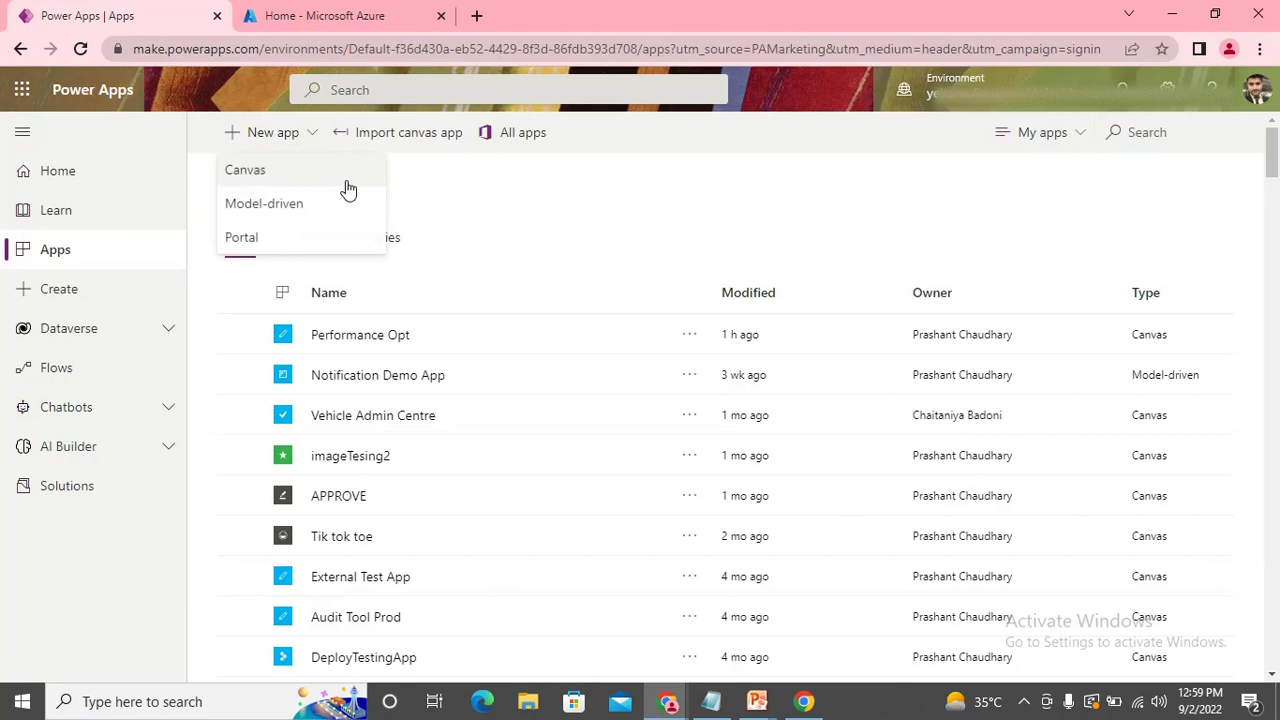 Power Apps | Apps
Home - Microsoft Azure
make.powerapps.com/environments/Default-f36d430a-eb52-4429-8f3d-86fdb393d708/apps?utm_source=PAMarketing&utm_medium=header&utm_campaign=signin
Power Apps
Search
Environment
New app
Import canvas app
All apps
My apps
Search
Home
Learn
Apps
Create
Dataverse
Flows
Chatbots
AI Builder
Solutions
Canvas
Model-driven
Portal
ies
Name Modified Owner Type
Performance Opt ... 1 h ago Prashant Chaudhary Canvas
Notification Demo App ... 3 wk ago Prashant Chaudhary Model-driven
Vehicle Admin Centre ... 1 mo ago Chaitaniya Badoni Canvas
imageTesing2 ... 1 mo ago Prashant Chaudhary Canvas
APPROVE ... 1 mo ago Prashant Chaudhary Canvas
Tik tok toe ... 2 mo ago Prashant Chaudhary Canvas
External Test App ... 4 mo ago Prashant Chaudhary Canvas
Audit Tool Prod ... 4 mo ago Prashant Chaudhary Canvas
DeployTestingApp ... 4 mo ago Prashant Chaudhary Canvas
Activate Windows
Go to Settings to activate Windows.
Type here to search
35°C
12:59 PM
9/2/2022
2